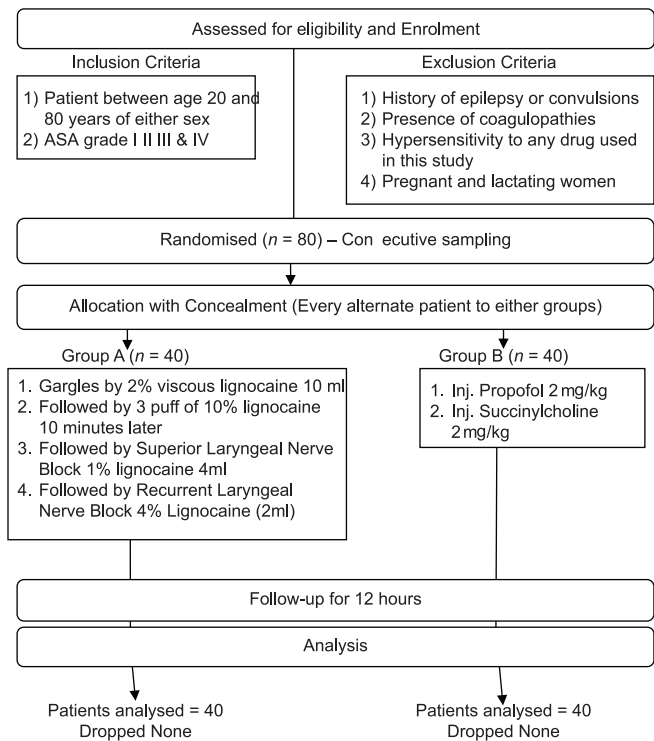 Assessed for eligibility and Enrolment
Inclusion Criteria
1) Patient between age 20 and
80 years of either sex
2) ASA grade I II III & IV
Exclusion Criteria
1) History of epilepsy or convulsions
2) Presence of coagulopathies
3) Hypersensitivity to any drug used
in this study
4) Pregnant and lactating women
Randomised (n = 80) – Con ecutive sampling
Allocation with Concealment (Every alternate patient to either groups)
Group A (n = 40)
1. Gargles by 2% viscous lignocaine 10 ml
2. Followed by 3 puff of 10% lignocaine
10 minutes later
3. Followed by Superior Laryngeal Nerve
Block 1% lignocaine 4ml
4. Followed by Recurrent Laryngeal
Nerve Block 4% Lignocaine (2ml)
Group B (n = 40)
1. Inj. Propofol 2 mg/kg
2. Inj. Succinylcholine
2 mg/kg
Follow-up for 12 hours
Analysis
Patients analysed = 40
Dropped None
Patients analysed = 40
Dropped None